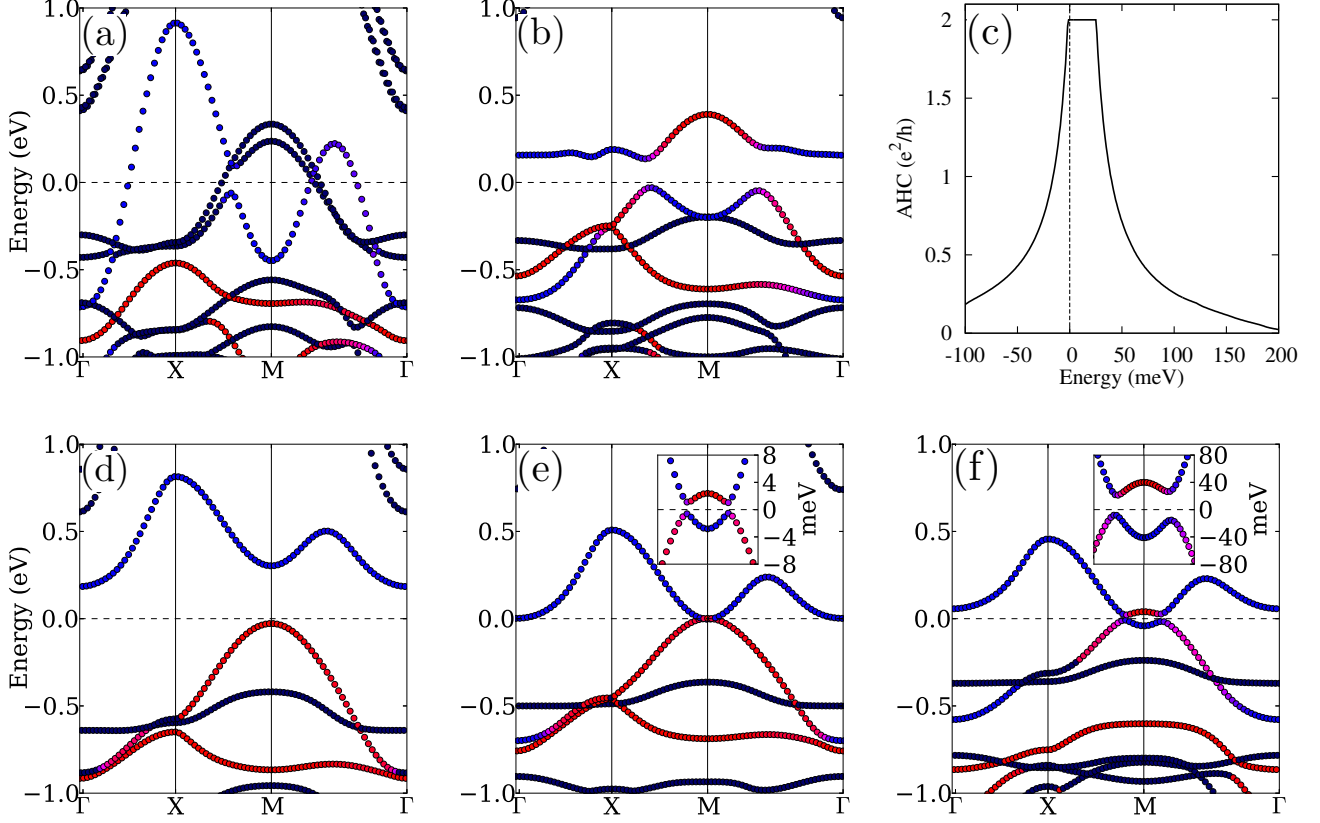 (a)
Energy (eV)
1.0
0.5
0.0
−0.5
−1.0
Γ X M Γ
(b)
1.0
0.5
0.0
−0.5
−1.0
Γ X M Γ
(c)
AHC (e²/h)
2
1.5
1
0.5
0
-100 -50 0 50 100 150 200
Energy (meV)
(d)
Energy (eV)
1.0
0.5
0.0
−0.5
−1.0
Γ X M Γ
(e)
1.0
0.5
0.0
−0.5
−1.0
Γ X M Γ
8
4
0
−4
−8
meV
(f)
1.0
0.5
0.0
−0.5
−1.0
Γ X M Γ
80
40
0
−40
−80
meV